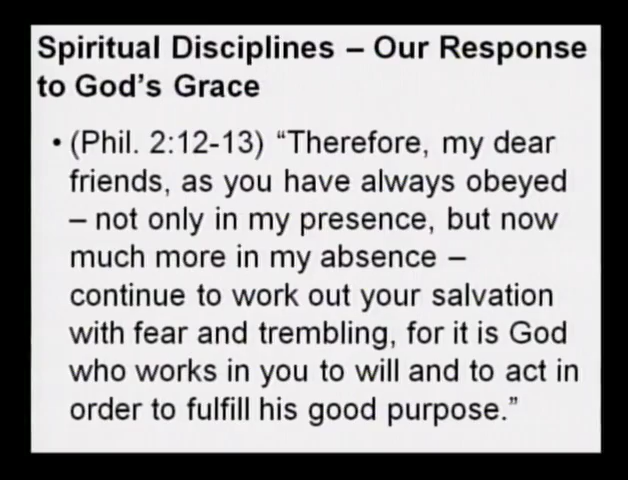 Spiritual Disciplines – Our Response
to God's Grace
• (Phil. 2:12-13) “Therefore, my dear
friends, as you have always obeyed
– not only in my presence, but now
much more in my absence –
continue to work out your salvation
with fear and trembling, for it is God
who works in you to will and to act in
order to fulfill his good purpose.”